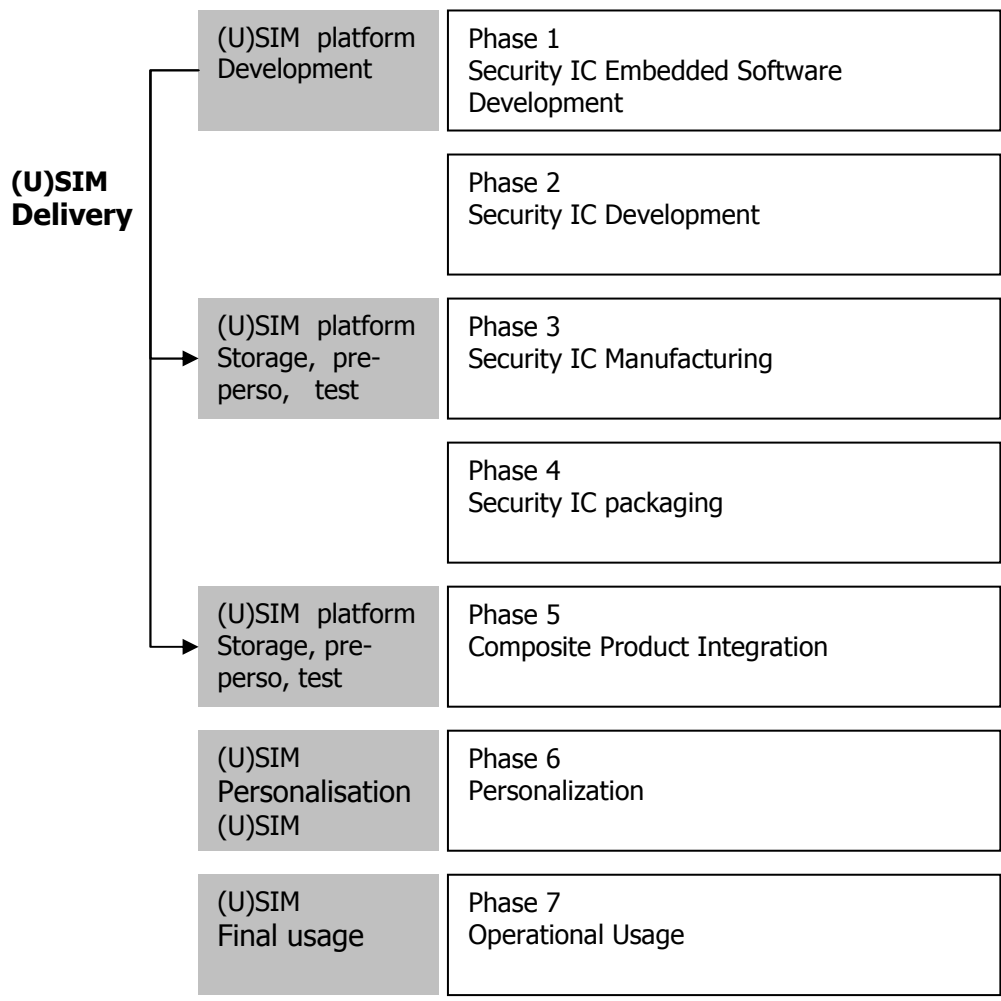 (U)SIM platform
Development
Phase 1
Security IC Embedded Software
Development
(U)SIM
Delivery
Phase 2
Security IC Development
(U)SIM platform
Storage, pre-
perso, test
Phase 3
Security IC Manufacturing
Phase 4
Security IC packaging
(U)SIM platform
Storage, pre-
perso, test
Phase 5
Composite Product Integration
(U)SIM
Personalisation
(U)SIM
Phase 6
Personalization
(U)SIM
Final usage
Phase 7
Operational Usage